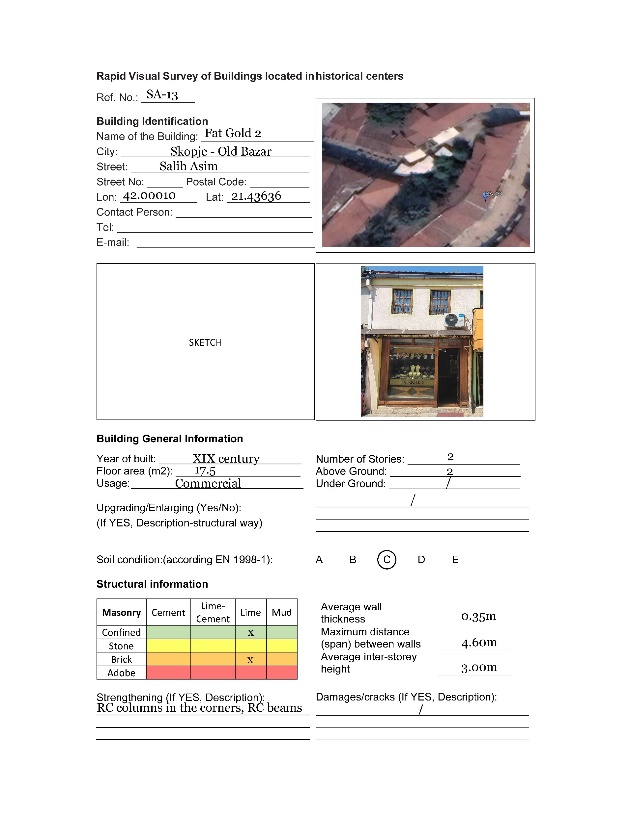 Rapid Visual Survey of Buildings located in historical centers
Ref. No.: SA-13
Building Identification
Name of the Building: Fat Gold 2
City: Skopje - Old Bazar
Street: Salih Asim
Street No: Postal Code:
Lon: 42.00010 Lat: 21.43636
Contact Person:
Tel:
E-mail:
SKETCH
Building General Information
Year of built: XIX century
Floor area (m2): 17.5
Usage: Commercial
Number of Stories: 2
Above Ground: 2
Under Ground: /
Upgrading/Enlarging (Yes/No): /
(If YES, Description-structural way)
Soil condition:(according EN 1998-1): A B C D E
Structural information
Masonry Cement Lime-Cement Lime Mud
Confined x
Stone
Brick x
Adobe
Average wall
thickness 0.35m
Maximum distance
(span) between walls 4.60m
Average inter-storey
height 3.00m
Strengthening (If YES, Description):
RC columns in the corners, RC beams
Damages/cracks (If YES, Description):
/